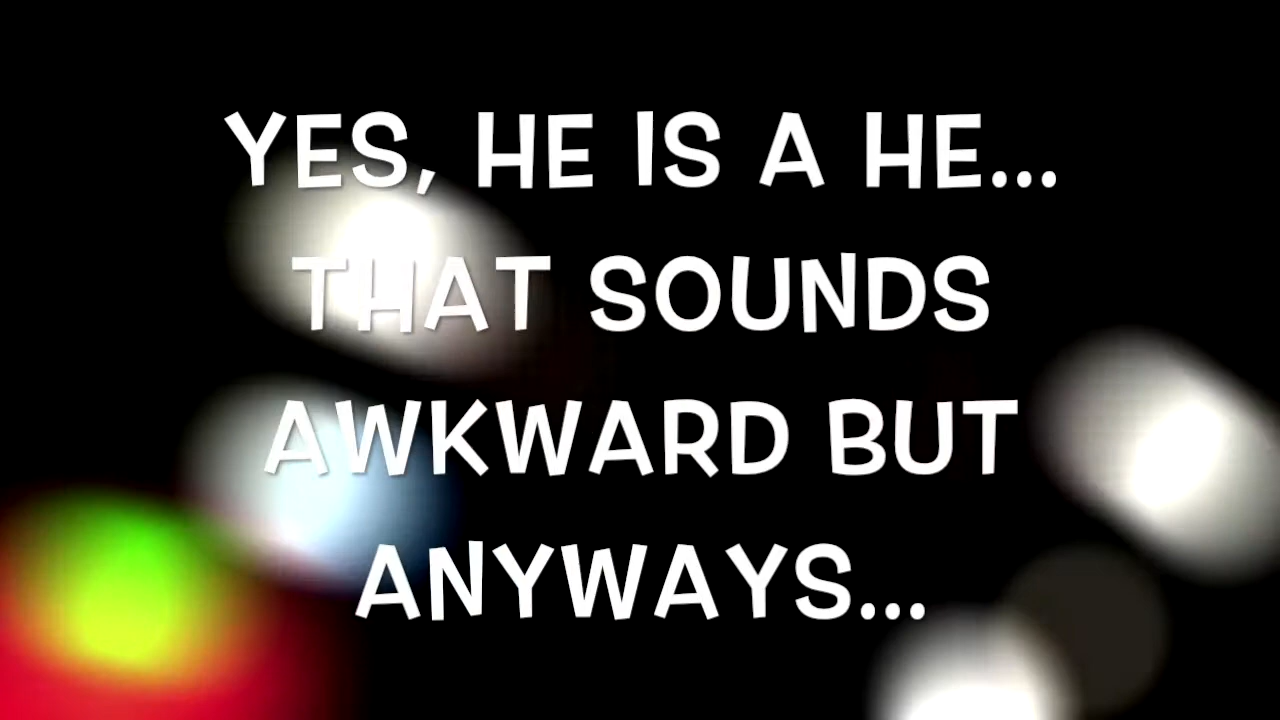 YES, HE IS A HE...
THAT SOUNDS
AWKWARD BUT
ANYWAYS...